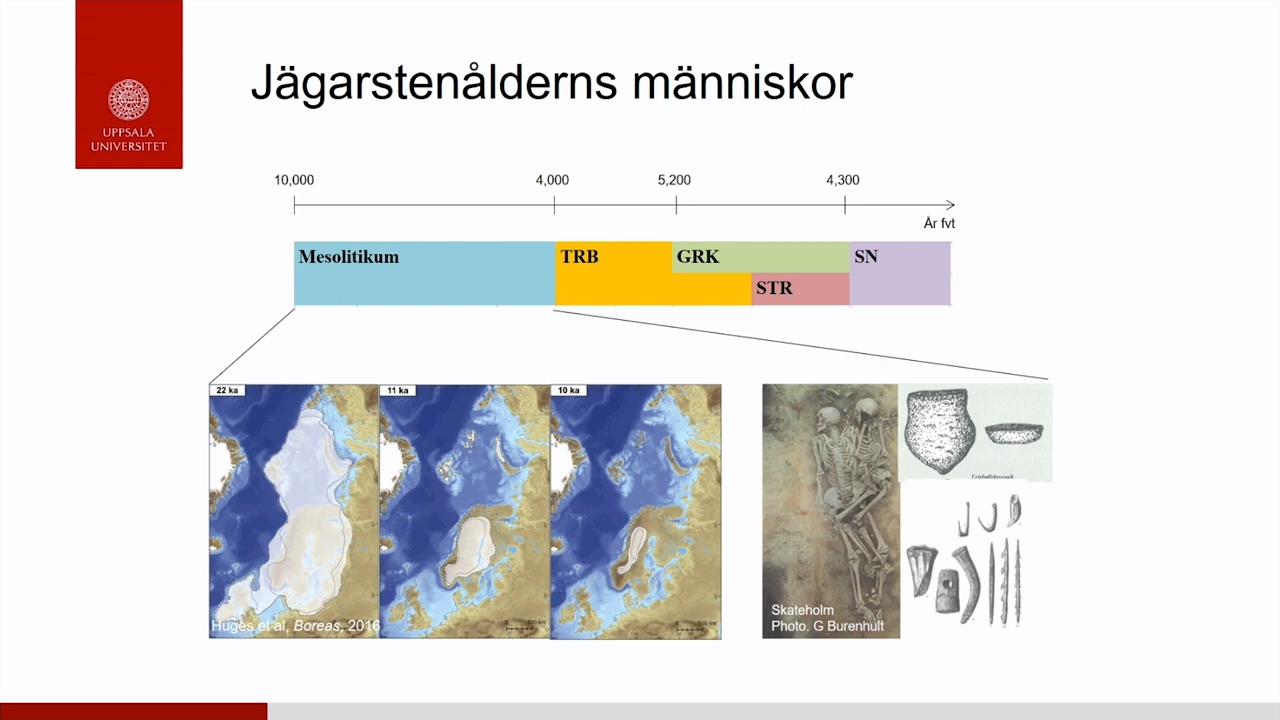 Jägarstenålderns människor
UPPSALA
UNIVERSITET
10,000 4,000 5,200 4,300
År fvt
Mesolitikum TRB GRK SN
STR
22 ka 11 ka 10 ka
Huges et al, Boreas, 2016
Skateholm
Photo. G Burenhult